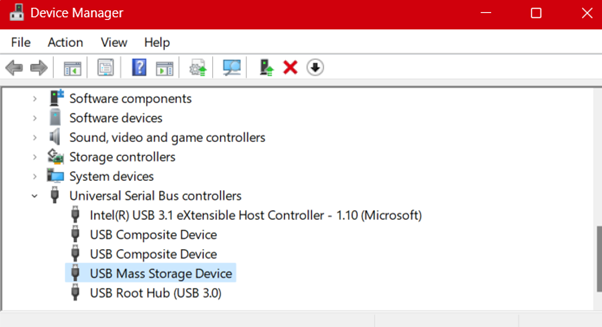 Device Manager
File Action View Help
Software components
Software devices
Sound, video and game controllers
Storage controllers
System devices
Universal Serial Bus controllers
Intel(R) USB 3.1 eXtensible Host Controller - 1.10 (Microsoft)
USB Composite Device
USB Composite Device
USB Mass Storage Device
USB Root Hub (USB 3.0)